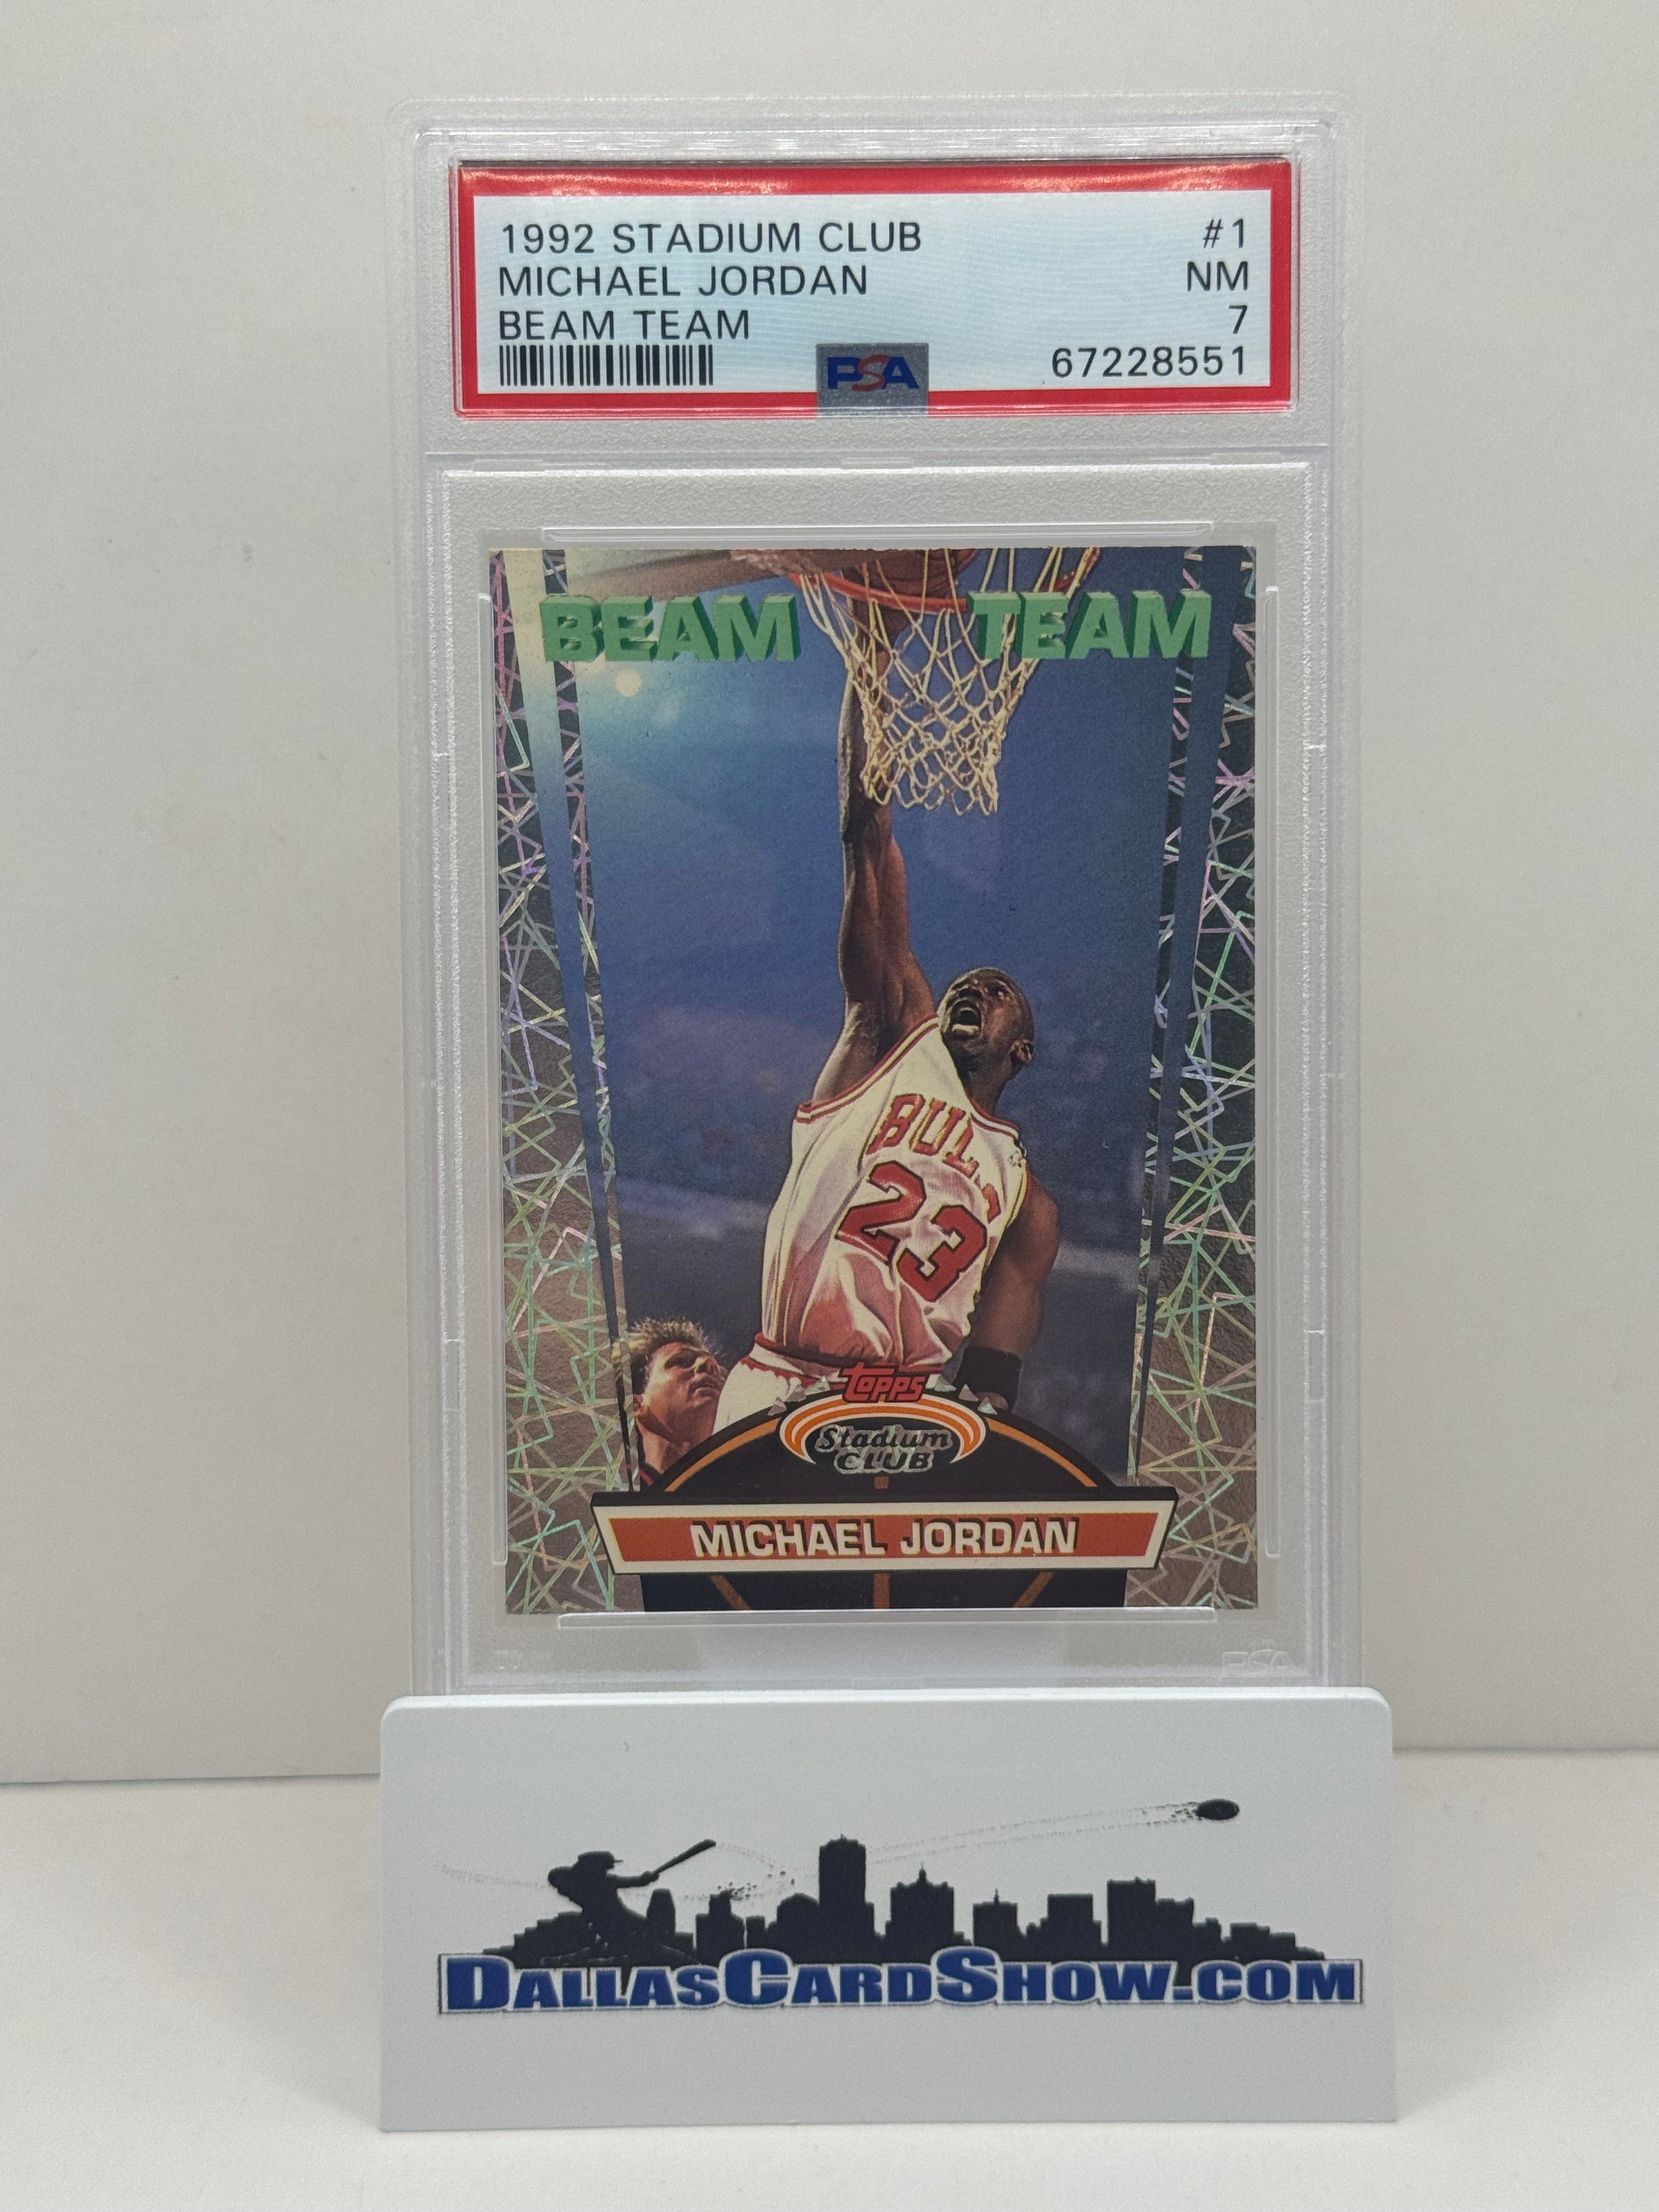 1992 STADIUM CLUB #1
MICHAEL JORDAN NM
BEAM TEAM 7
PSA 67228551
BEAM TEAM
BULLS
23
TOPPS
Stadium
CLUB
MICHAEL JORDAN
PSA
DALLASCARDSHOW.COM